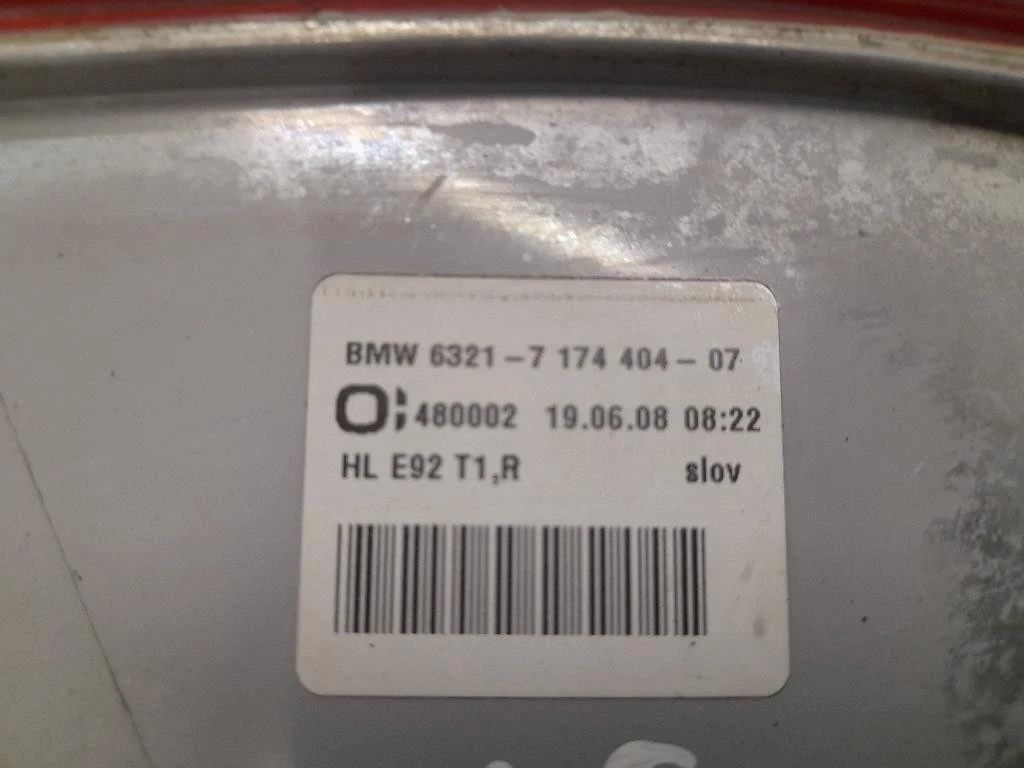 BMW 6321-7 174 404-07
480002 19.06.08 08:22
HL E92 T1,R slov